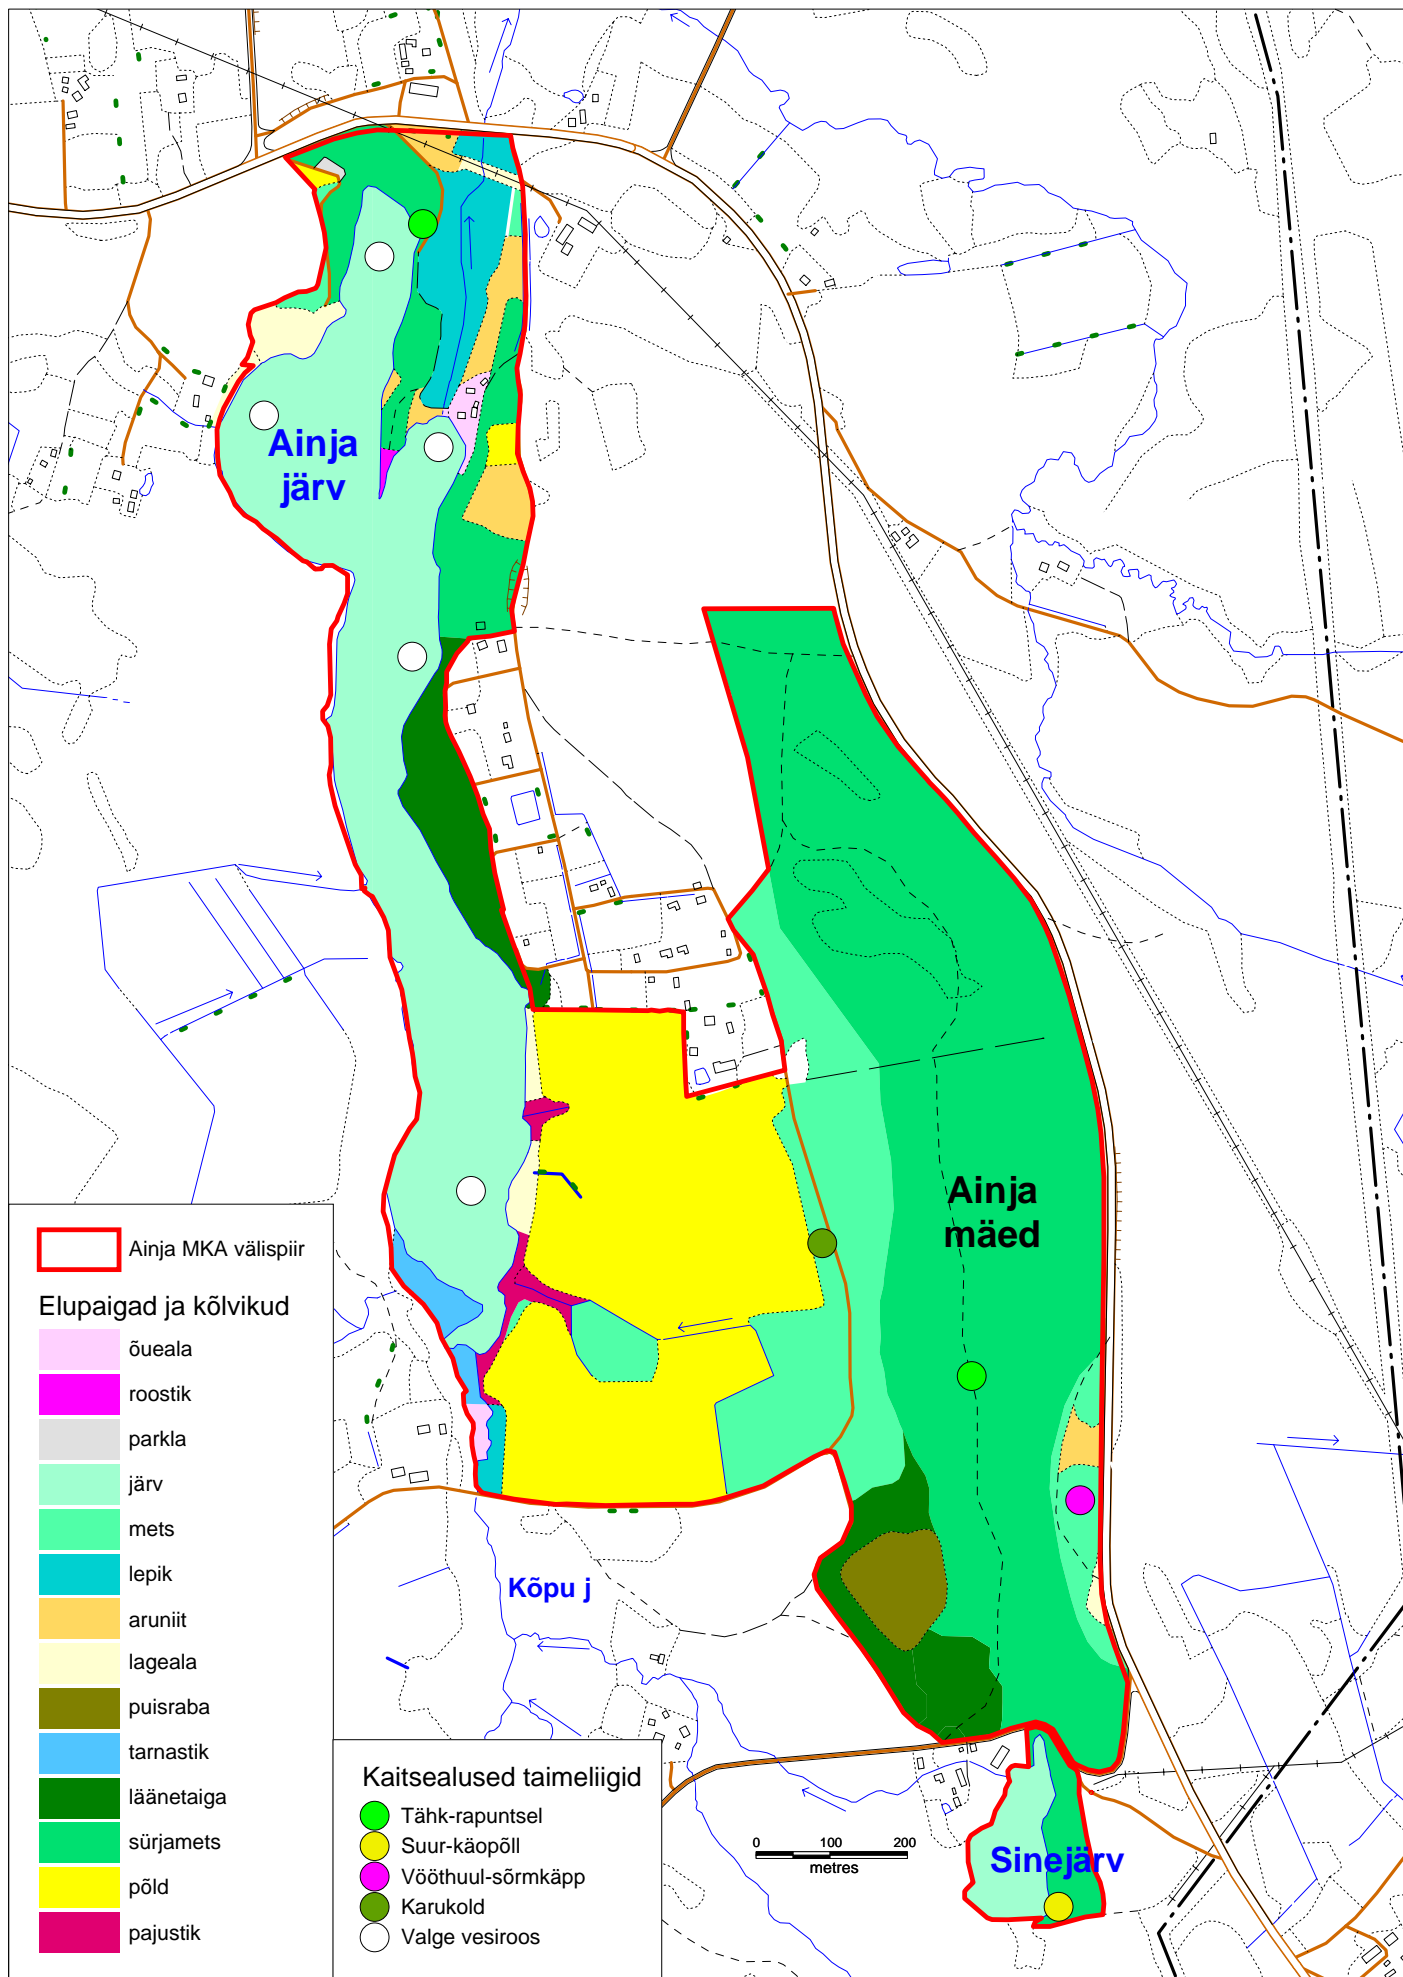 Ainja
järv
Ainja
mäed
Ainja MKA välispiir
Elupaigad ja kõlvikud
õueala
roostik
parkla
järv
mets
lepik
aruniit
lageala
puisraba
tarnastik
läänetaiga
sürjamets
põld
pajustik
Kõpu j
Kaitsealused taimeliigid
Tähk-rapuntsel
Suur-käopõll
Vööthuul-sõrmkäpp
Karukold
Valge vesiroos
0 100 200
metres
Sinejärv